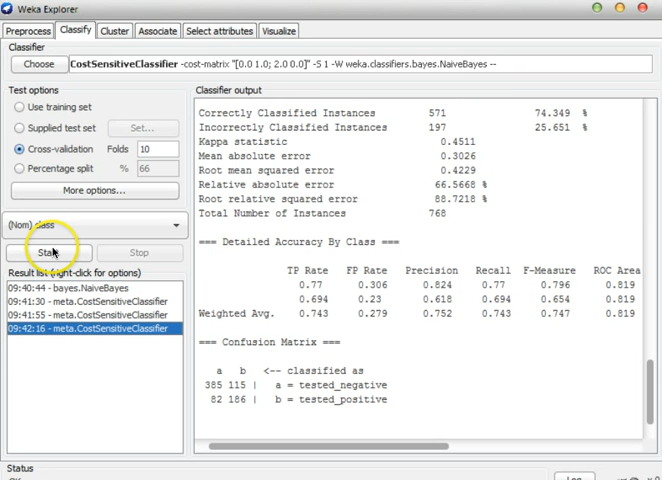 Weka Explorer
Preprocess Classify Cluster Associate Select attributes Visualize
Classifier
Choose CostSensitiveClassifier -cost-matrix "[0.0 1.0; 2.0 0.0]" -S 1 -W weka.classifiers.bayes.NaiveBayes --
Test options
Use training set
Supplied test set Set...
Cross-validation Folds 10
Percentage split % 66
More options...
(Nom) class
Start Stop
Result list (right-click for options)
09:40:44 - bayes.NaiveBayes
09:41:30 - meta.CostSensitiveClassifier
09:41:55 - meta.CostSensitiveClassifier
09:42:16 - meta.CostSensitiveClassifier
Classifier output
Correctly Classified Instances 571 74.349 %
Incorrectly Classified Instances 197 25.651 %
Kappa statistic 0.4511
Mean absolute error 0.3026
Root mean squared error 0.4229
Relative absolute error 66.5668 %
Root relative squared error 88.7218 %
Total Number of Instances 768
=== Detailed Accuracy By Class ===
TP Rate FP Rate Precision Recall F-Measure ROC Area
0.77 0.306 0.824 0.77 0.796 0.819
0.694 0.23 0.618 0.694 0.654 0.819
Weighted Avg. 0.743 0.279 0.752 0.743 0.747 0.819
=== Confusion Matrix ===
a b <-- classified as
385 115 | a = tested_negative
82 186 | b = tested_positive
Status